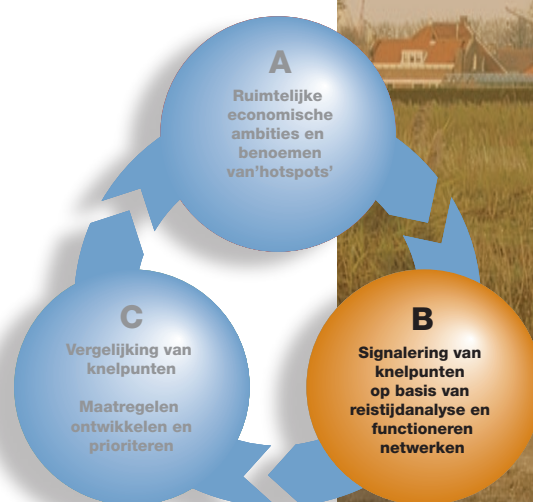 A
Ruimtelijke
economische
ambities en
benoemen
van'hotspots'
B
Signalering van
knelpunten
op basis van
reistijdanalyse en
functioneren
netwerken
C
Vergelijking van
knelpunten
Maatregelen
ontwikkelen en
prioriteren